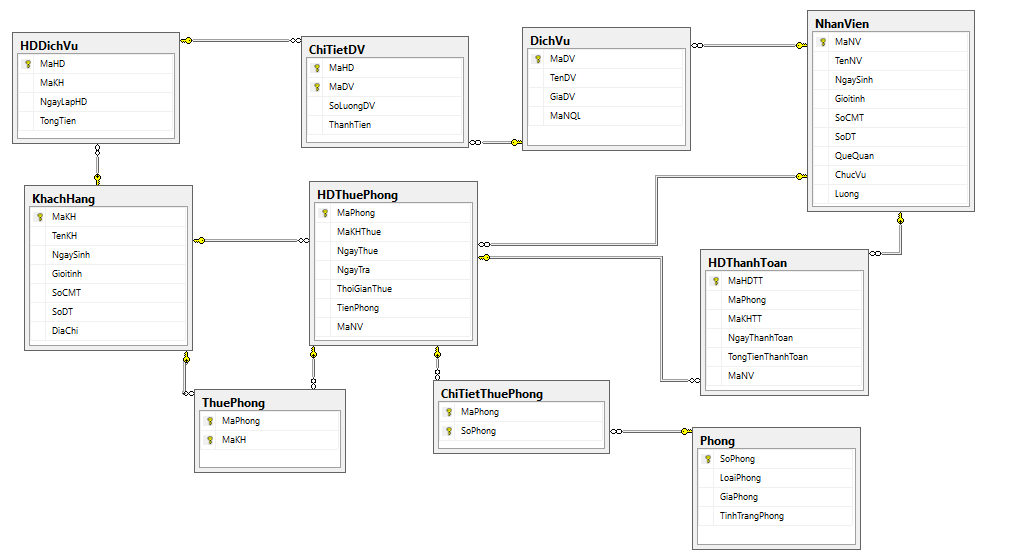 HDDichVu
MaHD
MaKH
NgayLapHD
TongTien
ChiTietDV
MaHD
MaDV
SoLuongDV
ThanhTien
DichVu
MaDV
TenDV
GiaDV
MaNQL
NhanVien
MaNV
TenNV
NgaySinh
Gioitinh
SoCMT
SoDT
QueQuan
ChucVu
Luong
KhachHang
MaKH
TenKH
NgaySinh
Gioitinh
SoCMT
SoDT
DiaChi
HDThuePhong
MaPhong
MaKHThue
NgayThue
NgayTra
ThoiGianThue
TienPhong
MaNV
HDThanhToan
MaHDTT
MaPhong
MaKHTT
NgayThanhToan
TongTienThanhToan
MaNV
ThuePhong
MaPhong
MaKH
ChiTietThuePhong
MaPhong
SoPhong
Phong
SoPhong
LoaiPhong
GiaPhong
TinhTrangPhong